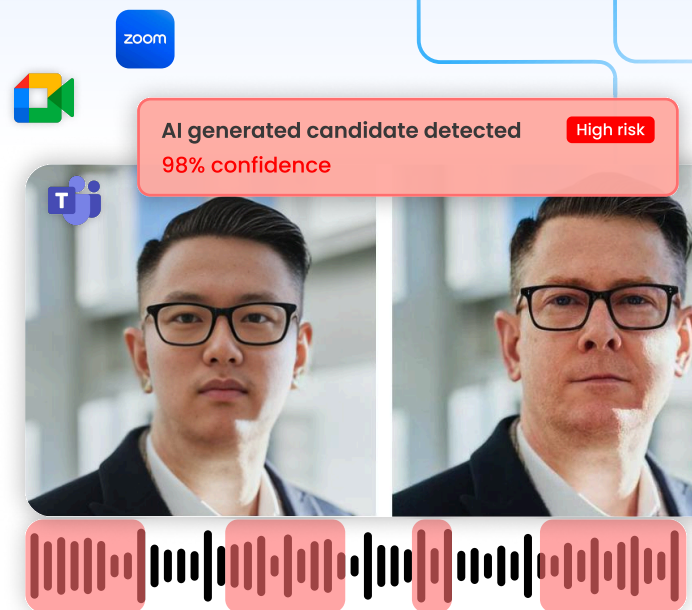 zoom
AI generated candidate detected
High risk
98% confidence
T